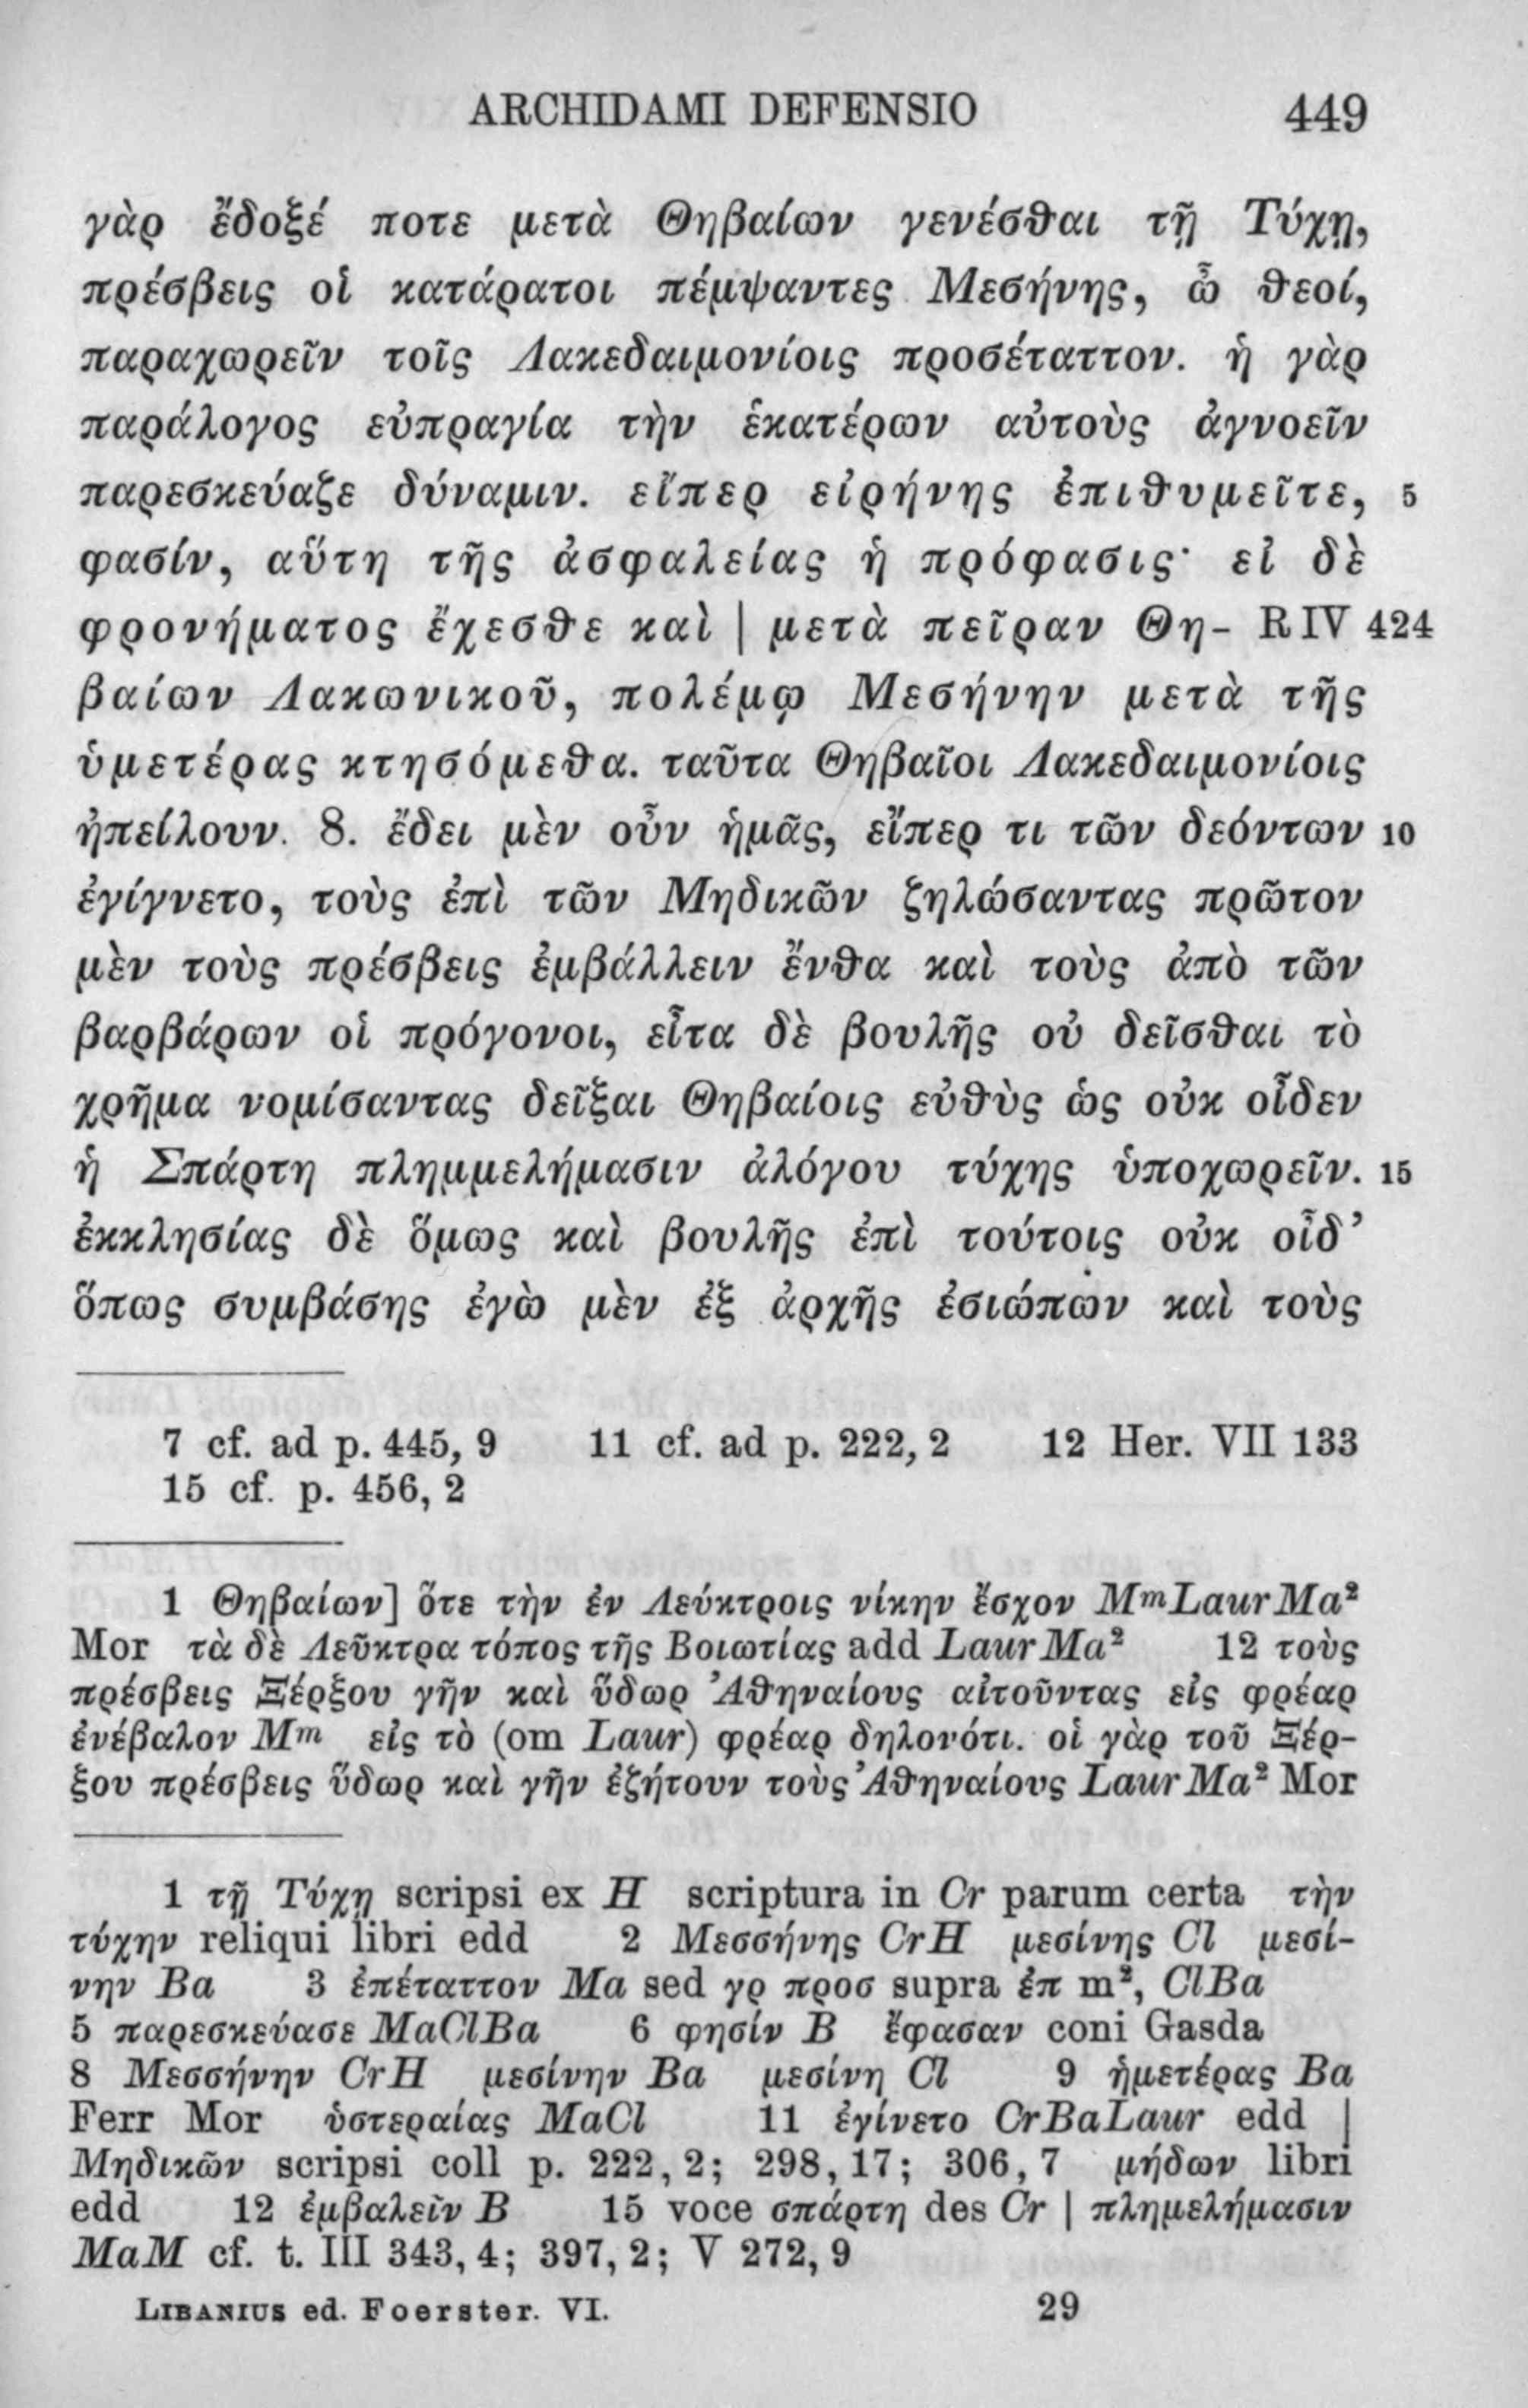 ARCHIDAMI DEFENSIO 449
γὰρ ἔδοξέ ποτε μετὰ Θηβαίων γενέσθαι τῇ Τύχῃ,
πρέσβεις οἱ κατάρατοι πέμψαντες Μεσήνης, ὦ θεοί,
παραχωρεῖν τοῖς Λακεδαιμονίοις προσέταττον. ἡ γὰρ
παράλογος εὐπραγία τὴν ἑκατέρων αὐτοὺς ἀγνοεῖν
παρεσκεύαζε δύναμιν. εἴπερ εἰρήνης ἐπιθυμεῖτε, 5
φασίν, αὕτη τῆς ἀσφαλείας ἡ πρόφασις· εἰ δὲ
φρονήματος ἔχεσθε καὶ | μετὰ πεῖραν Θη- R IV 424
βαίων Λακωνικοῦ, πολέμῳ Μεσήνην μετὰ τῆς
ὑμετέρας κτησόμεθα. ταῦτα Θηβαῖοι Λακεδαιμονίοις
ἠπείλουν. 8. ἔδει μὲν οὖν ἡμᾶς, εἴπερ τι τῶν δεόντων 10
ἐγίγνετο, τοὺς ἐπὶ τῶν Μηδικῶν ζηλώσαντας πρῶτον
μὲν τοὺς πρέσβεις ἐμβάλλειν ἔνθα καὶ τοὺς ἀπὸ τῶν
βαρβάρων οἱ πρόγονοι, εἶτα δὲ βουλῆς οὐ δεῖσθαι τὸ
χρῆμα νομίσαντας δεῖξαι Θηβαίοις εὐθὺς ὡς οὐκ οἶδεν
ἡ Σπάρτη πλημμελήμασιν ἀλόγου τύχης ὑποχωρεῖν. 15
ἐκκλησίας δὲ ὅμως καὶ βουλῆς ἐπὶ τούτοις οὐκ οἶδ’
ὅπως συμβάσης ἐγὼ μὲν ἐξ ἀρχῆς ἐσιώπων καὶ τοὺς
7 cf. ad p. 445, 9 11 cf. ad p. 222, 2 12 Her. VII 133
15 cf. p. 456, 2
1 Θηβαίων] ὅτε τὴν ἐν Λεύκτροις νίκην ἔσχον Mᵐ Laur Ma²
Mor τὰ δὲ Λεῦκτρα τόπος τῆς Βοιωτίας add Laur Ma² 12 τοὺς
πρέσβεις Ξέρξου γῆν καὶ ὕδωρ Ἀθηναίους αἰτοῦντας εἰς φρέαρ
ἐνέβαλον Mᵐ εἰς τὸ (om Laur) φρέαρ δηλονότι. οἱ γὰρ τοῦ Ξέρ-
ξου πρέσβεις ὕδωρ καὶ γῆν ἐζήτουν τοὺς Ἀθηναίους Laur Ma² Mor
1 τῇ Τύχῃ scripsi ex H scriptura in Cr parum certa τὴν
τύχην reliqui libri edd 2 Μεσσήνης CrH μεσίνης Cl μεσί-
νην Ba 3 ἐπέταττον Ma sed γρ προσ supra ἐπ m², ClBa
5 παρεσκεύασε MaClBa 6 φησίν B ἔφασαν coni Gasda
8 Μεσσήνην CrH μεσίνην Ba μεσίνη Cl 9 ἡμετέρας Ba
Ferr Mor ὑστεραίας MaCl 11 ἐγίνετο CrBaLaur edd |
Μηδικῶν scripsi coll p. 222, 2; 298, 17; 306, 7 μήδων libri
edd 12 ἐμβαλεῖν B 15 voce σπάρτη des Cr | πλημελήμασιν
MaM cf. t. III 343, 4; 397, 2; V 272, 9
LIBANIUS ed. Foerster. VI. 29